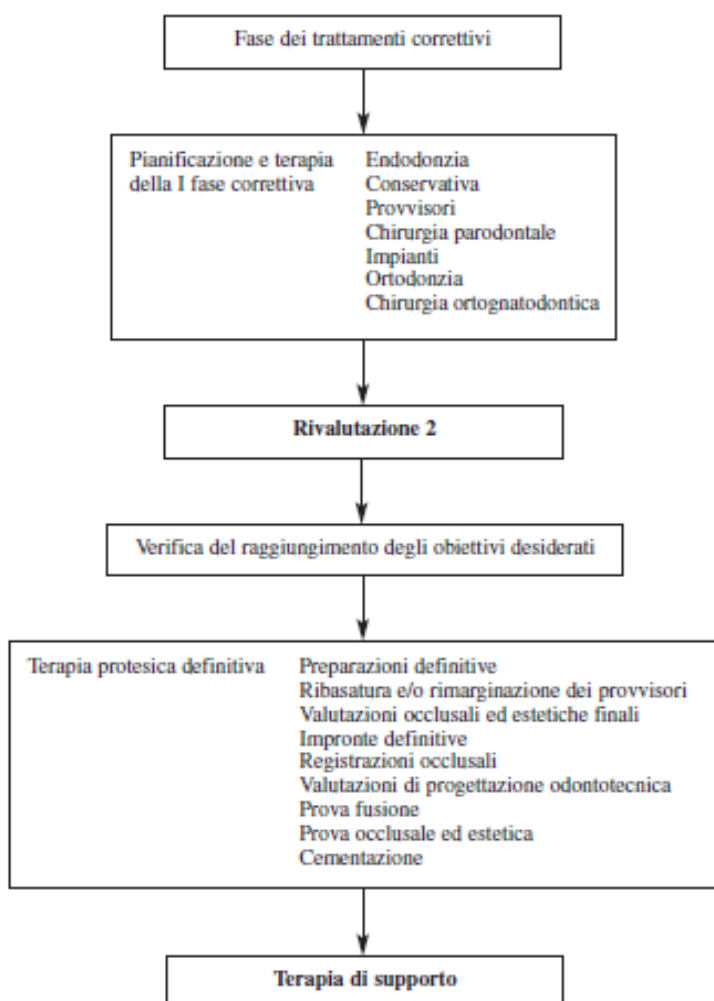 Fase dei trattamenti correttivi
Pianificazione e terapia
della I fase correttiva
Endodonzia
Conservativa
Provvisori
Chirurgia parodontale
Impianti
Ortodonzia
Chirurgia ortognatodontica
Rivalutazione 2
Verifica del raggiungimento degli obiettivi desiderati
Terapia protesica definitiva
Preparazioni definitive
Ribasatura e/o rimarginazione dei provvisori
Valutazioni occlusali ed estetiche finali
Impronte definitive
Registrazioni occlusali
Valutazioni di progettazione odontotecnica
Prova fusione
Prova occlusale ed estetica
Cementazione
Terapia di supporto